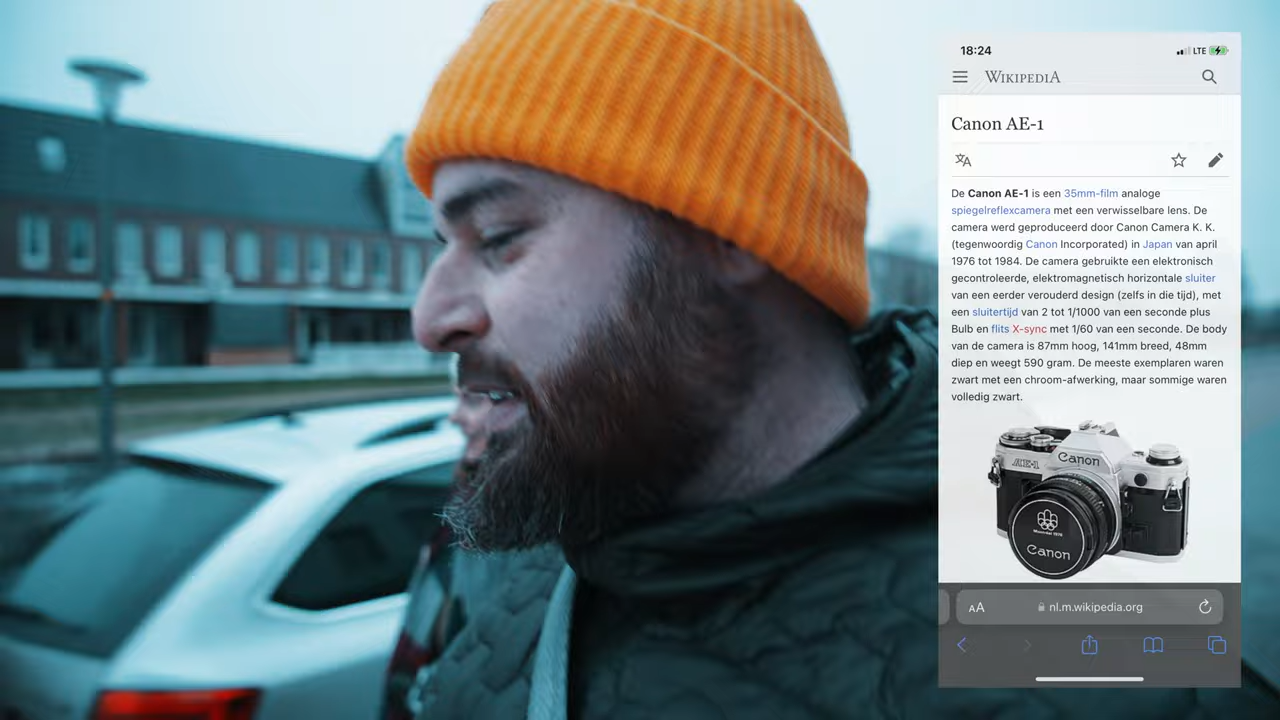 18:24
LTE
WIKIPEDIA
Canon AE-1
De Canon AE-1 is een 35mm-film analoge
spiegelreflexcamera met een verwisselbare lens. De
camera werd geproduceerd door Canon Camera K. K.
(tegenwoordig Canon Incorporated) in Japan van april
1976 tot 1984. De camera gebruikte een elektronisch
gecontroleerde, elektromagnetisch horizontale sluiter
van een eerder verouderd design (zelfs in die tijd), met
een sluitertijd van 2 tot 1/1000 van een seconde plus
Bulb en flits X-sync met 1/60 van een seconde. De body
van de camera is 87mm hoog, 141mm breed, 48mm
diep en weegt 590 gram. De meeste exemplaren waren
zwart met een chroom-afwerking, maar sommige waren
volledig zwart.
AE-1
Canon
Canon
AA
nl.m.wikipedia.org